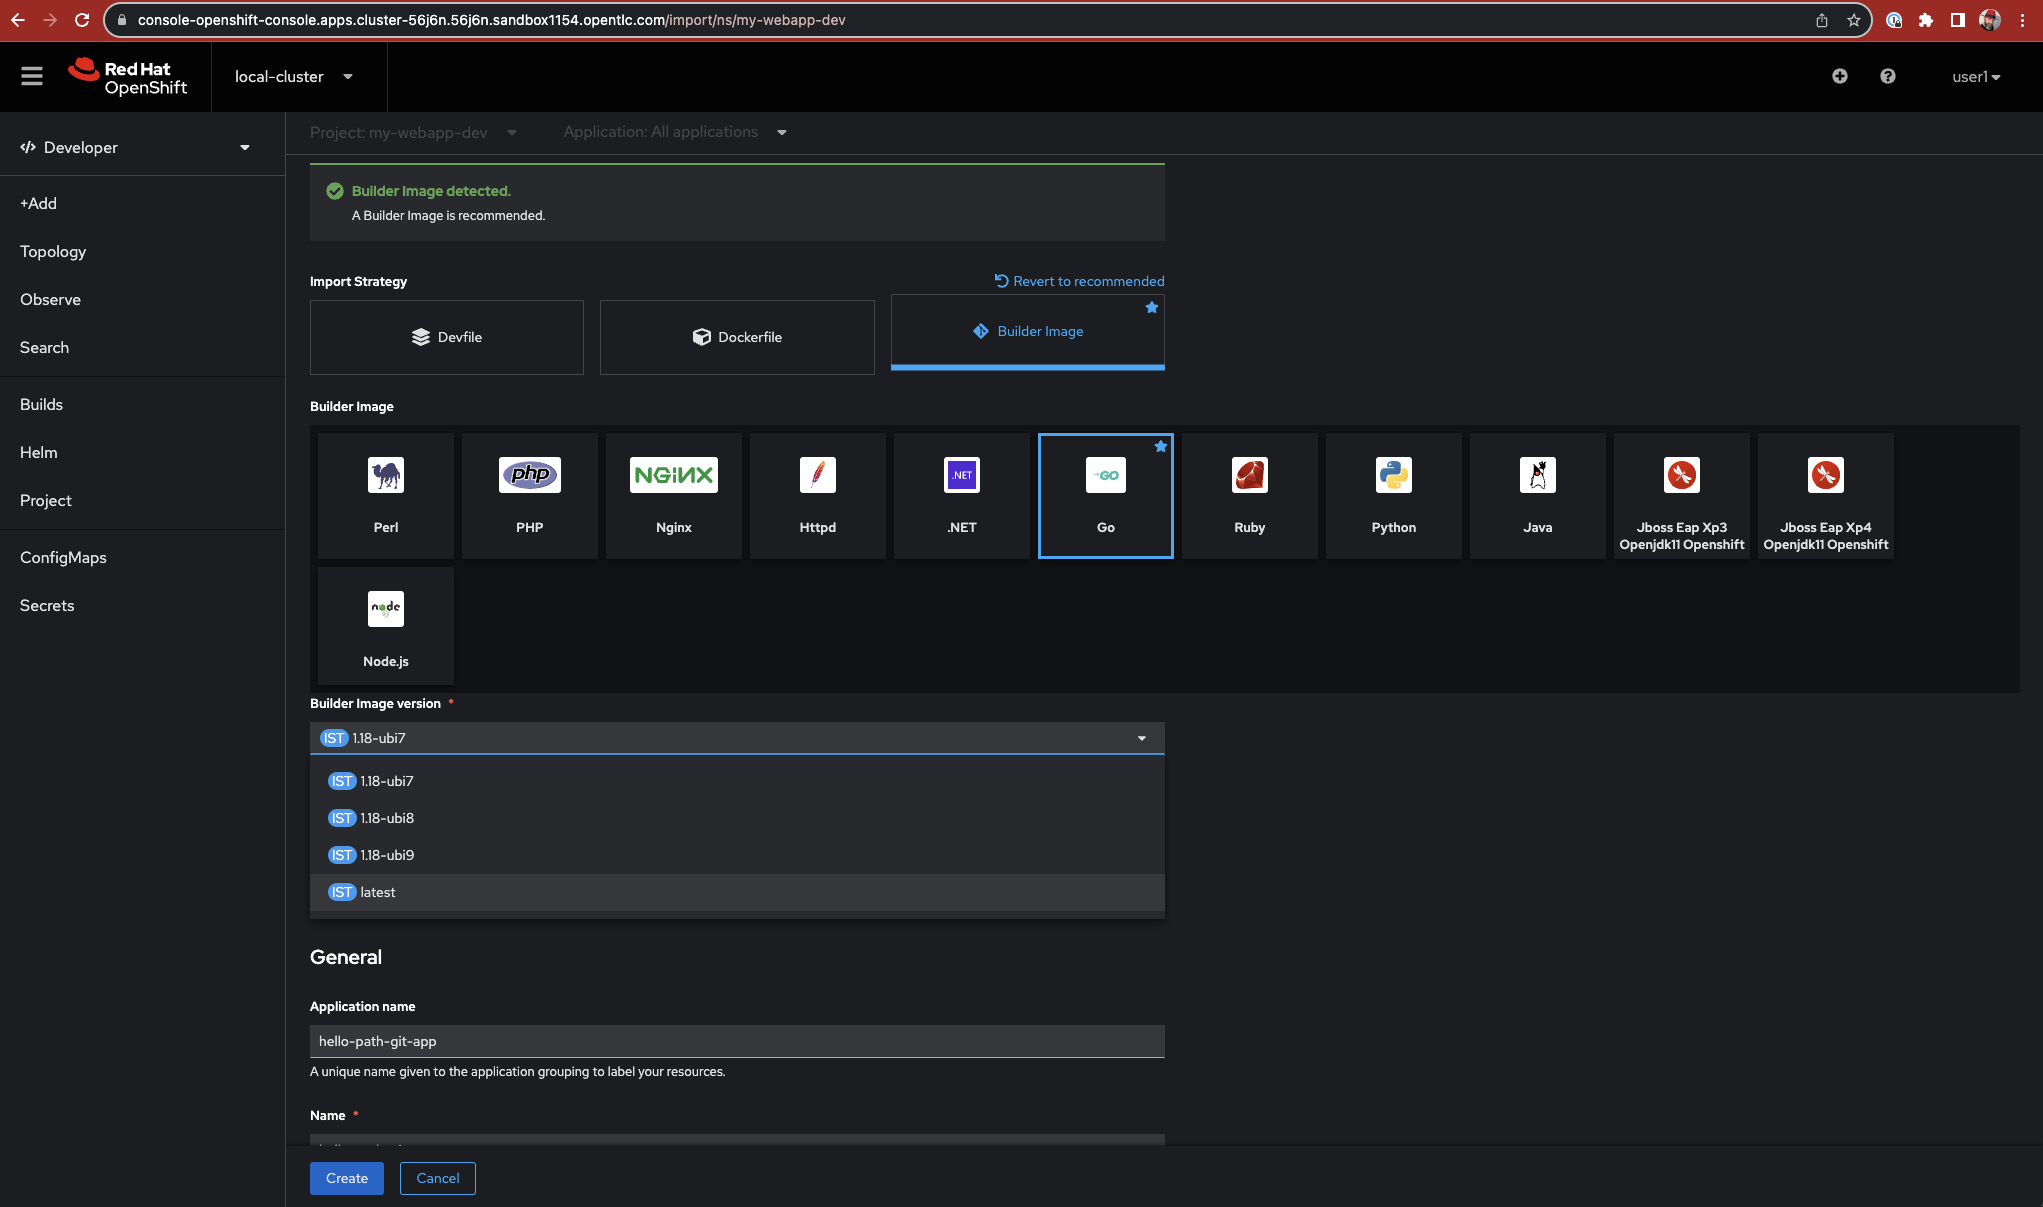 console-openshift-console.apps.cluster-56j6n.56j6n.sandbox1154.opentlc.com/import/ns/my-webapp-dev
Red Hat
OpenShift
local-cluster
user1
Developer
Project: my-webapp-dev
Application: All applications
+Add
Topology
Observe
Search
Builds
Helm
Project
ConfigMaps
Secrets
Builder Image detected.
A Builder Image is recommended.
Import Strategy
Revert to recommended
Devfile
Dockerfile
Builder Image
Builder Image
php
NGINX
.NET
GO
Perl
PHP
Nginx
Httpd
.NET
Go
Ruby
Python
Java
Jboss Eap Xp3
Openjdk11 Openshift
Jboss Eap Xp4
Openjdk11 Openshift
node
Node.js
Builder Image version *
IST 1.18-ubi7
IST 1.18-ubi7
IST 1.18-ubi8
IST 1.18-ubi9
IST latest
General
Application name
hello-path-git-app
A unique name given to the application grouping to label your resources.
Name *
Create
Cancel